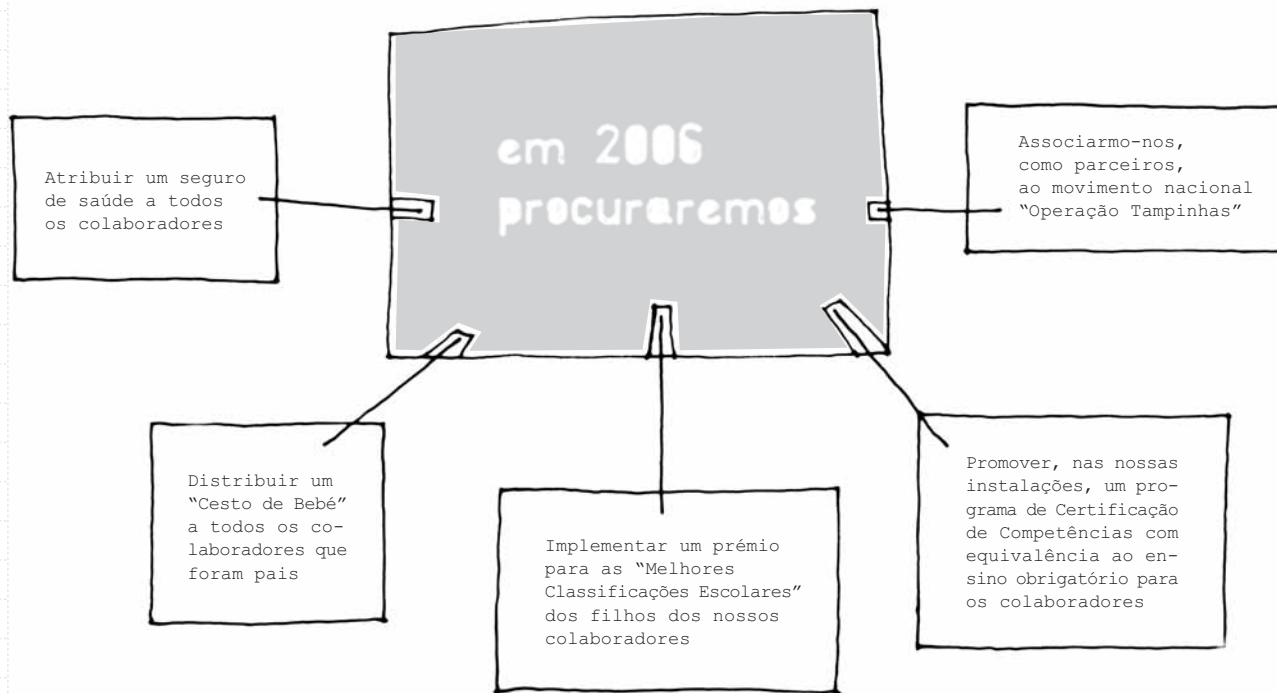 em 2006
procuraremos
Atribuir um seguro
de saúde a todos
os colaboradores
Distribuir um
“Cesto de Bebé”
a todos os co-
laboradores que
foram pais
Implementar um prémio
para as “Melhores
Classificações Escolares”
dos filhos dos nossos
colaboradores
Promover, nas nossas
instalações, um pro-
grama de Certificação
de Competências com
equivalência ao en-
sino obrigatório para
os colaboradores
Associarmo-nos,
como parceiros,
ao movimento nacional
“Operação Tampinhas”